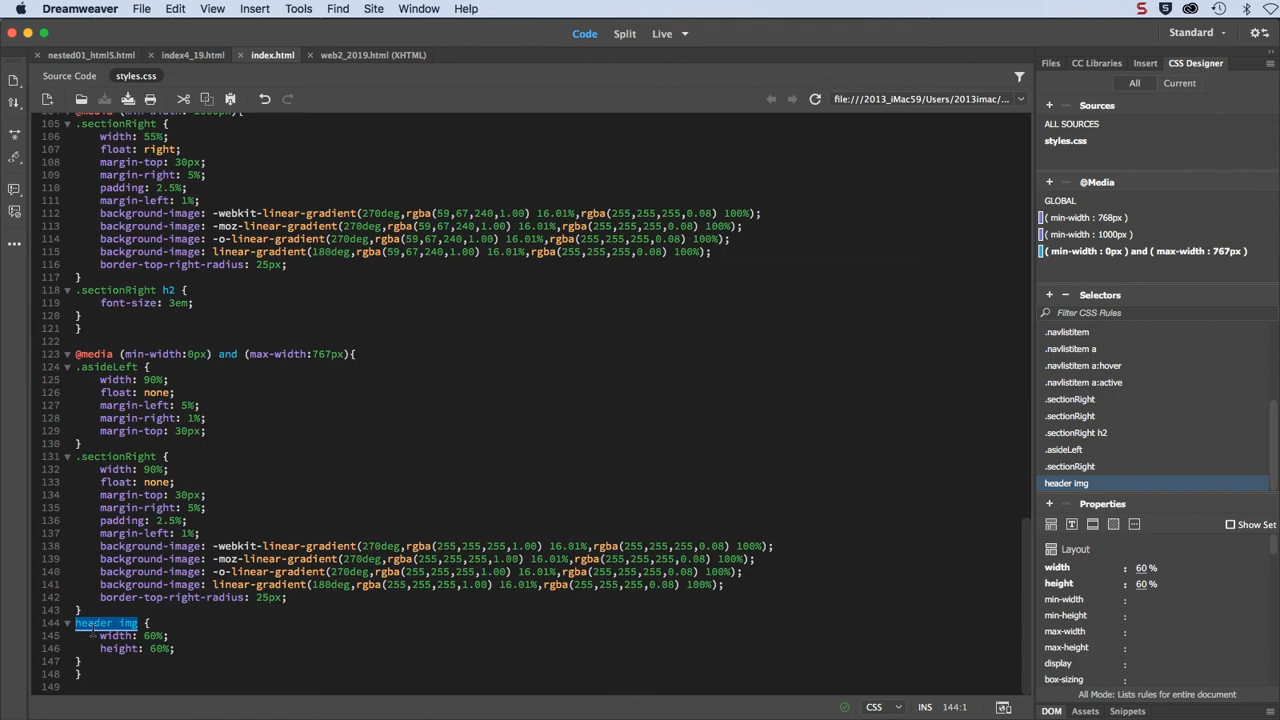 Dreamweaver File Edit View Insert Tools Find Site Window Help
Code Split Live Standard
nested01_html5.html index4_19.html index.html web2_2019.html (XHTML) Files CC Libraries Insert CSS Designer
Source Code styles.css All Current
file:///2013_iMac59/Users/2013imac/...
105 .sectionRight {
106 width: 55%;
107 float: right;
108 margin-top: 30px;
109 margin-right: 5%;
110 padding: 2.5%;
111 margin-left: 1%;
112 background-image: -webkit-linear-gradient(270deg,rgba(59,67,240,1.00) 16.01%,rgba(255,255,255,0.08) 100%);
113 background-image: -moz-linear-gradient(270deg,rgba(59,67,240,1.00) 16.01%,rgba(255,255,255,0.08) 100%);
114 background-image: -o-linear-gradient(270deg,rgba(59,67,240,1.00) 16.01%,rgba(255,255,255,0.08) 100%);
115 background-image: linear-gradient(180deg,rgba(59,67,240,1.00) 16.01%,rgba(255,255,255,0.08) 100%);
116 border-top-right-radius: 25px;
117 }
118 .sectionRight h2 {
119 font-size: 3em;
120 }
121 }
122
123 @media (min-width:0px) and (max-width:767px){
124 .asideLeft {
125 width: 90%;
126 float: none;
127 margin-left: 5%;
128 margin-right: 1%;
129 margin-top: 30px;
130 }
131 .sectionRight {
132 width: 90%;
133 float: none;
134 margin-top: 30px;
135 margin-right: 5%;
136 padding: 2.5%;
137 margin-left: 1%;
138 background-image: -webkit-linear-gradient(270deg,rgba(255,255,255,1.00) 16.01%,rgba(255,255,255,0.08) 100%);
139 background-image: -moz-linear-gradient(270deg,rgba(255,255,255,1.00) 16.01%,rgba(255,255,255,0.08) 100%);
140 background-image: -o-linear-gradient(270deg,rgba(255,255,255,1.00) 16.01%,rgba(255,255,255,0.08) 100%);
141 background-image: linear-gradient(180deg,rgba(255,255,255,1.00) 16.01%,rgba(255,255,255,0.08) 100%);
142 border-top-right-radius: 25px;
143 }
144 header img {
145 width: 60%;
146 height: 60%;
147 }
148 }
149
Sources
ALL SOURCES
styles.css
@Media
GLOBAL
( min-width : 768px )
( min-width : 1000px )
( min-width : 0px ) and ( max-width : 767px )
Selectors
Filter CSS Rules
.navlistitem
.navlistitem a
.navlistitem a:hover
.navlistitem a:active
.sectionRight
.sectionRight
.sectionRight h2
.asideLeft
.sectionRight
header img
Properties
Show Set
Layout
width 60 %
height 60 %
min-width :
min-height :
max-width :
max-height :
display :
box-sizing :
All Mode: Lists rules for entire document
CSS INS 144:1 DOM Assets Snippets